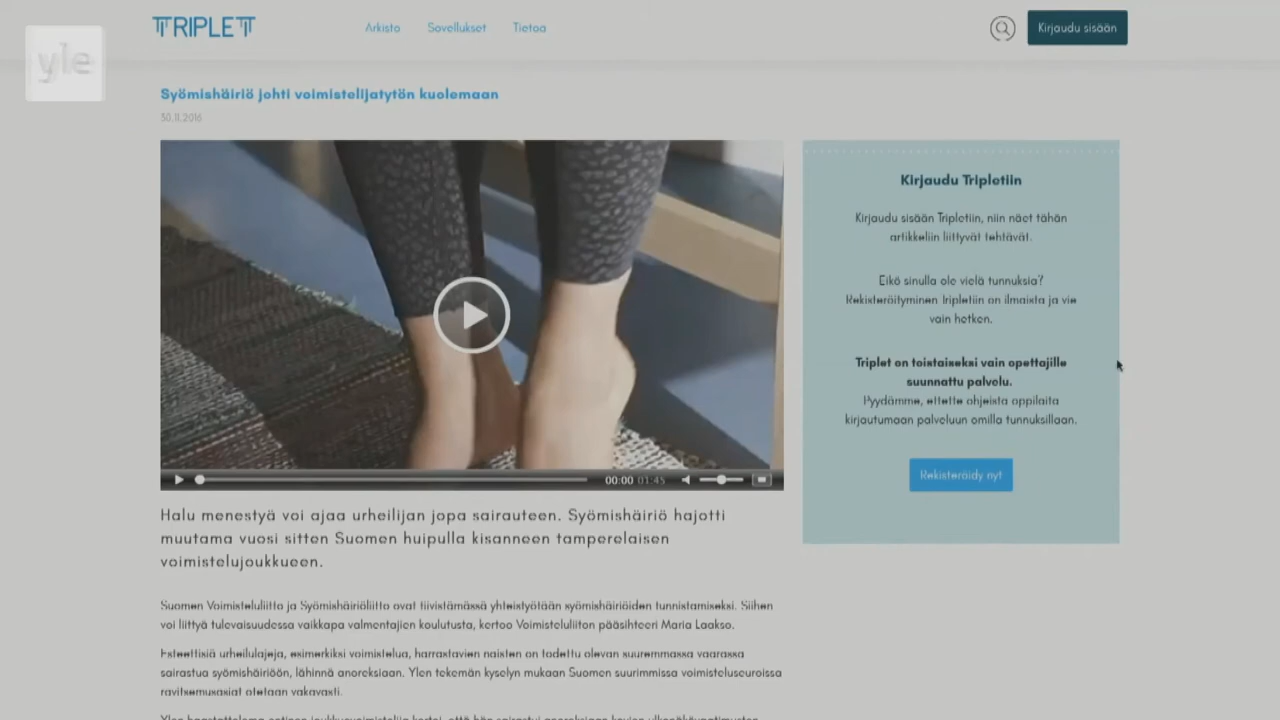 TRIPLET
Arkisto
Sovellukset
Tietoa
Kirjaudu sisään
yle
Syömishäiriö johti voimistelijatytön kuolemaan
30.11.2016
00:00 01:45
Halu menestyä voi ajaa urheilijan jopa sairauteen. Syömishäiriö hajotti
muutama vuosi sitten Suomen huipulla kisanneen tamperelaisen
voimistelujoukkueen.
Suomen Voimisteluliitto ja Syömishäiriöliitto ovat tiivistämässä yhteistyötään syömishäiriöiden tunnistamiseksi. Siihen
voi liittyä tulevaisuudessa vaikkapa valmentajien koulutusta, kertoo Voimisteluliiton pääsihteeri Maria Laakso.
Esteettisiä urheilulajeja, esimerkiksi voimistelua, harrastavien naisten on todettu olevan suuremmassa vaarassa
sairastua syömishäiriöön, lähinnä anoreksiaan. Ylen tekemän kyselyn mukaan Suomen suurimmissa voimisteluseuroissa
ravitsemusasiat otetaan vakavasti.
Kirjaudu Tripletiin
Kirjaudu sisään Tripletiin, niin näet tähän
artikkeliin liittyvät tehtävät.
Eikö sinulla ole vielä tunnuksia?
Rekisteröityminen Tripletiin on ilmaista ja vie
vain hetken.
Triplet on toistaiseksi vain opettajille
suunnattu palvelu.
Pyydämme, ettette ohjeista oppilaita
kirjautumaan palveluun omilla tunnuksillaan.
Rekisteröidy nyt